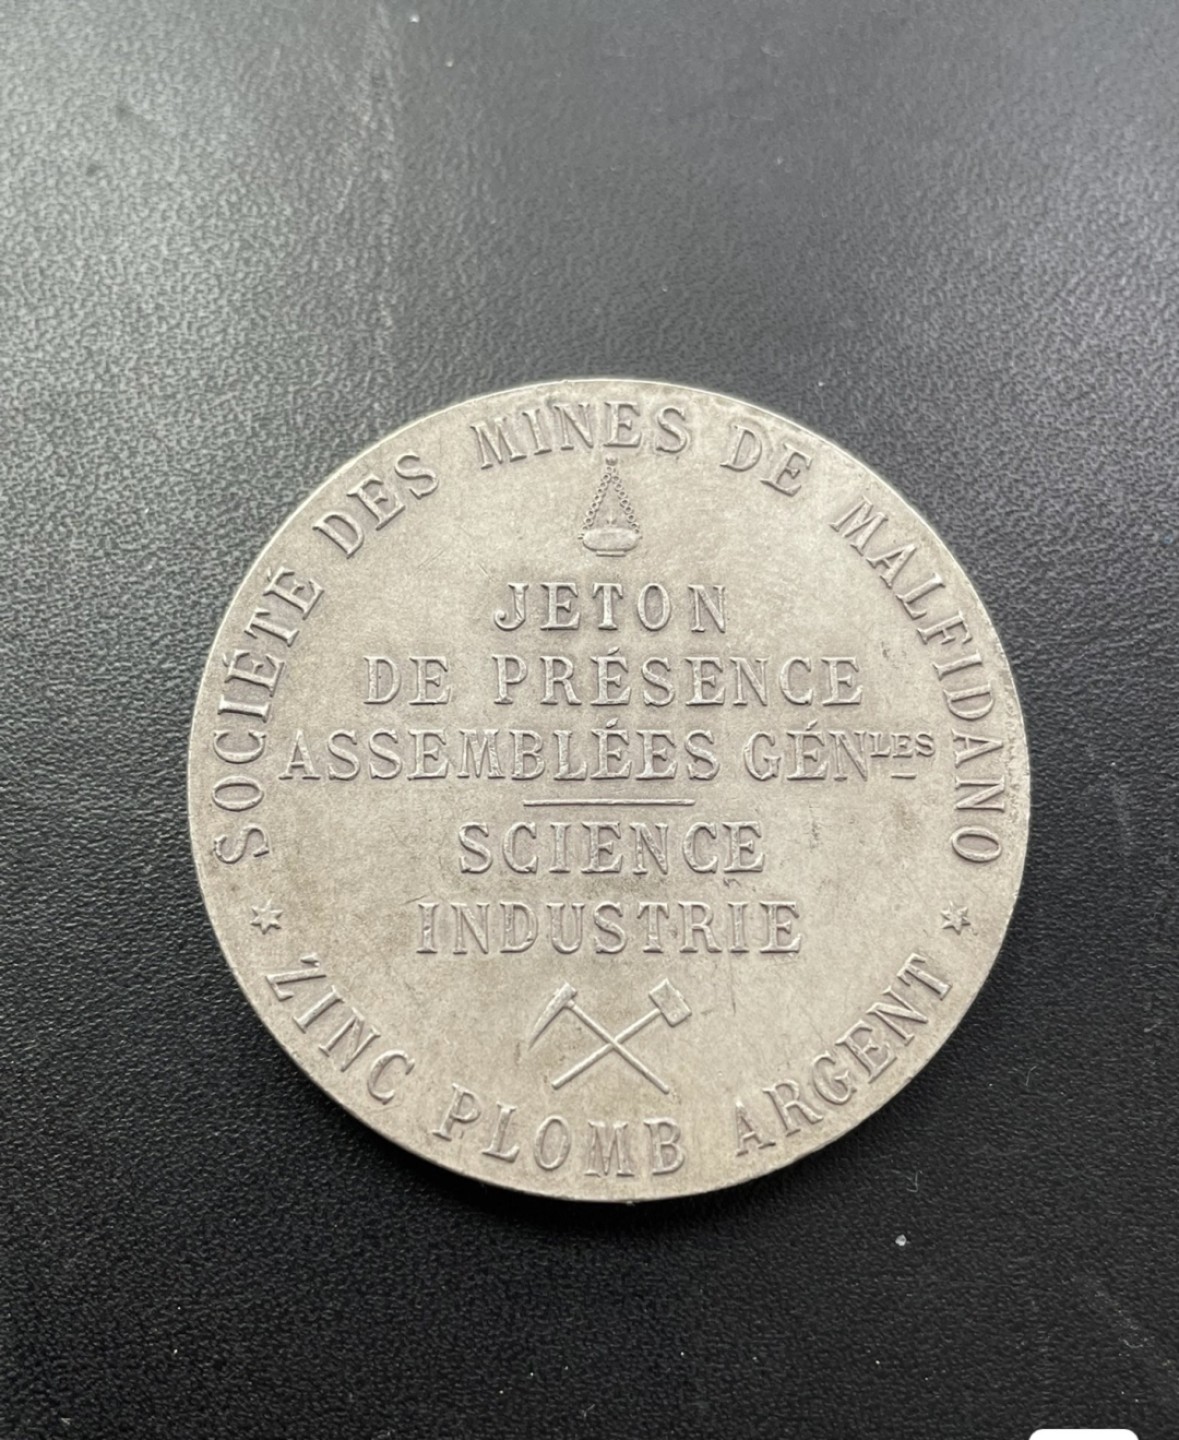 SOCIÉTÉ DES MINES DE MALFIDANO
JETON
DE PRÉSENCE
ASSEMBLÉES GÉNLES
SCIENCE
INDUSTRIE
ZINC PLOMB ARGENT